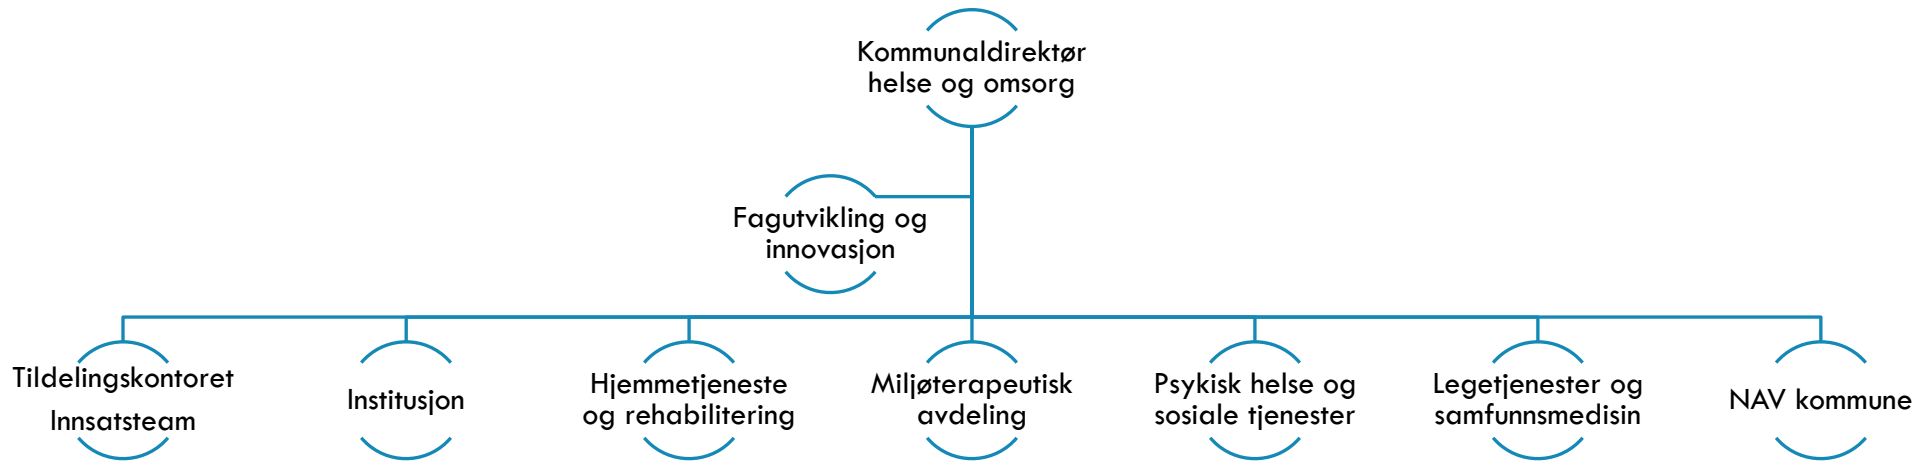 Kommunaldirektør
helse og omsorg
Fagutvikling og
innovasjon
Tildelingskontoret
Innsatsteam
Institusjon
Hjemmetjeneste
og rehabilitering
Miljøterapeutisk
avdeling
Psykisk helse og
sosiale tjenester
Legetjenester og
samfunnsmedisin
NAV kommune